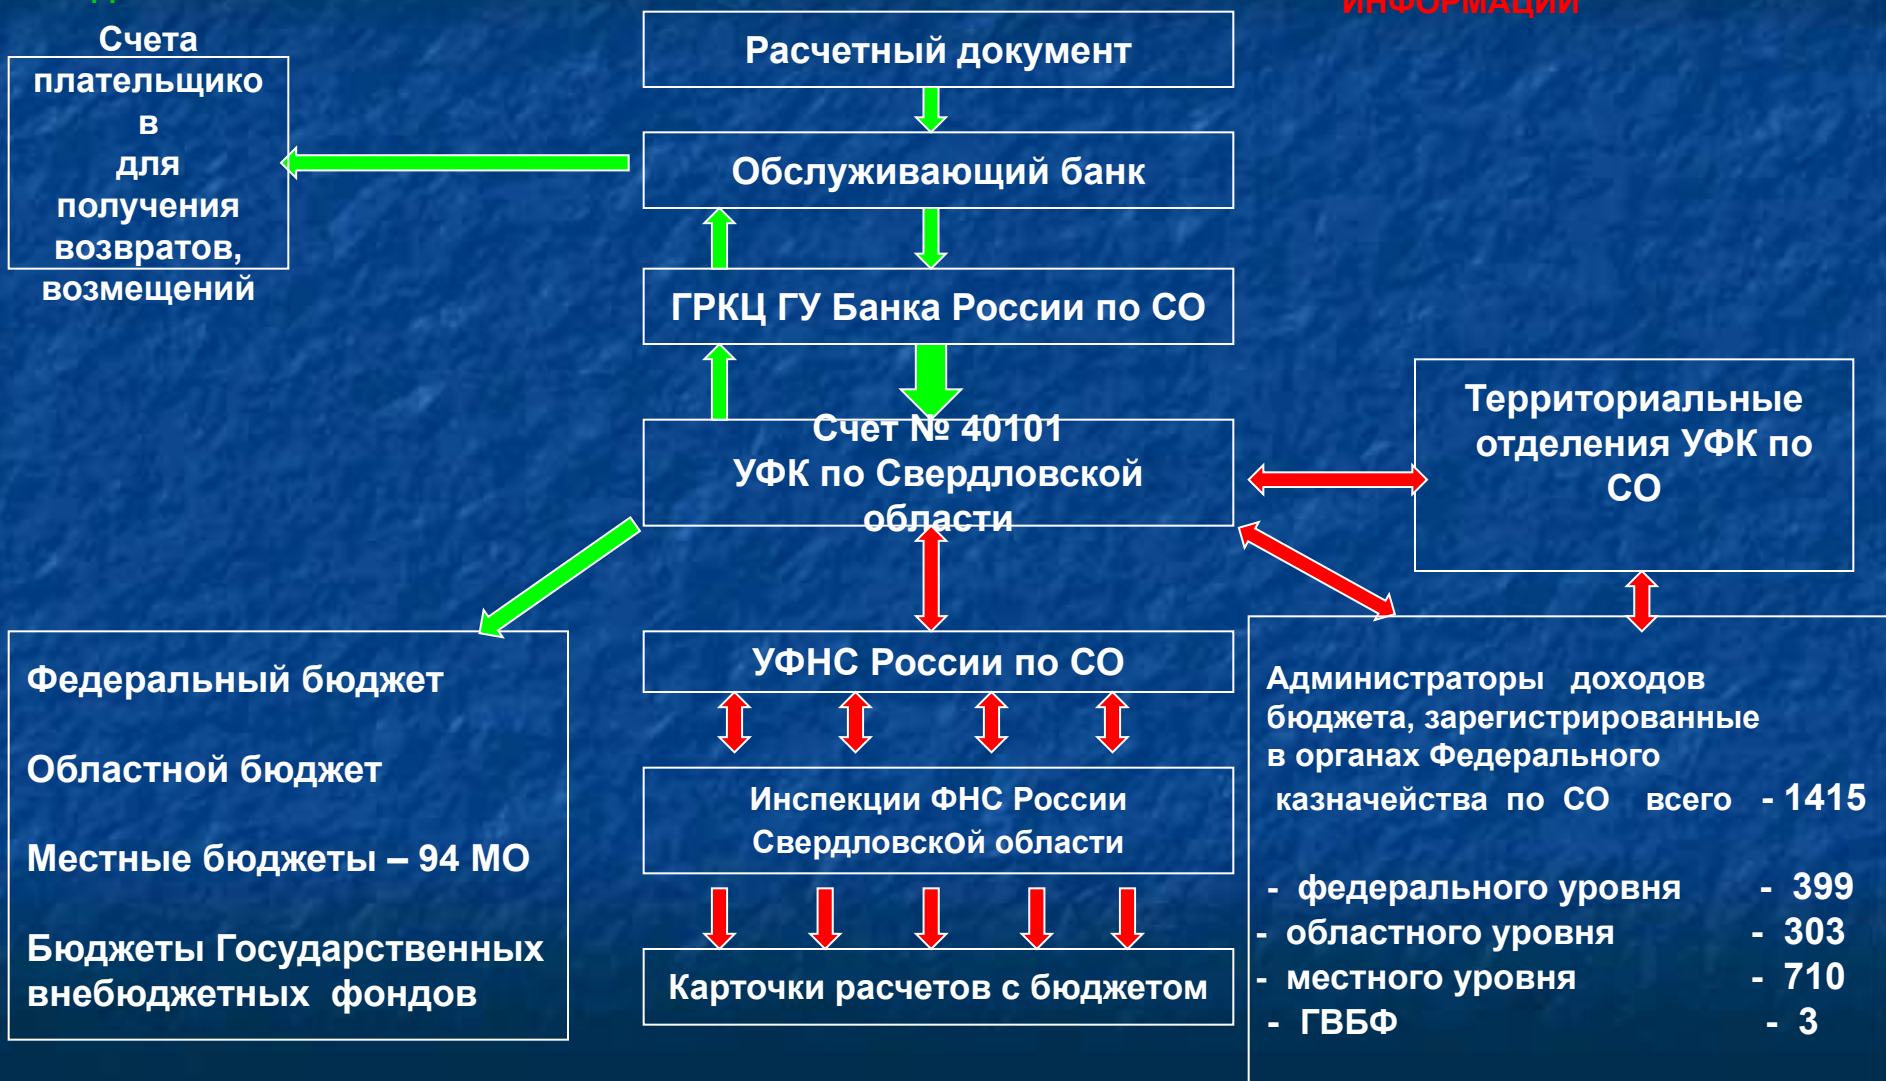 ИНФОРМАЦИИ
Счета
плательщико
в
для
получения
возвратов,
возмещений
Расчетный документ
Обслуживающий банк
ГРКЦ ГУ Банка России по СО
Счет № 40101
УФК по Свердловской
области
Территориальные
отделения УФК по
СО
Федеральный бюджет
Областной бюджет
Местные бюджеты – 94 МО
Бюджеты Государственных
внебюджетных фондов
УФНС России по СО
Инспекции ФНС России
Свердловской области
Карточки расчетов с бюджетом
Администраторы доходов
бюджета, зарегистрированные
в органах Федерального
казначейства по СО всего - 1415
- федерального уровня - 399
- областного уровня - 303
- местного уровня - 710
- ГВБФ - 3